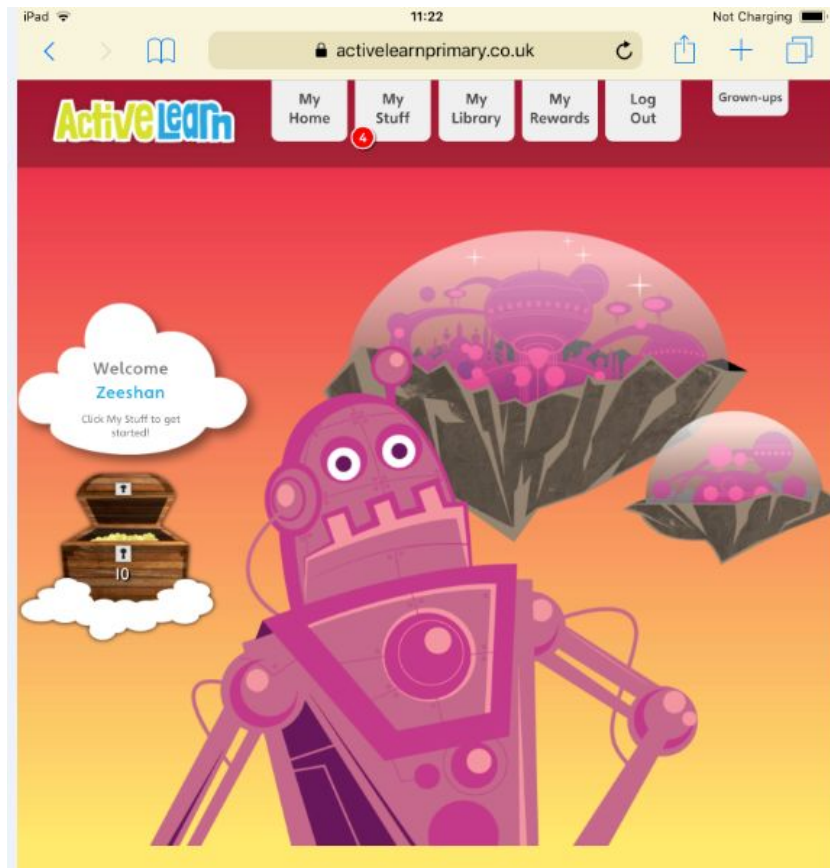 iPad 11:22 Not Charging
activelearnprimary.co.uk
ActiveLearn
My Home
My Stuff
4
My Library
My Rewards
Log Out
Grown-ups
Welcome
Zeeshan
Click My Stuff to get
started!
10